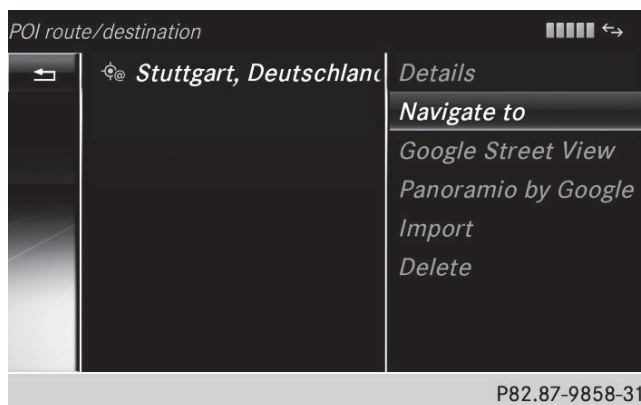 POI route/destination
Stuttgart, Deutschland
Details
Navigate to
Google Street View
Panoramio by Google
Import
Delete
P82.87-9858-31